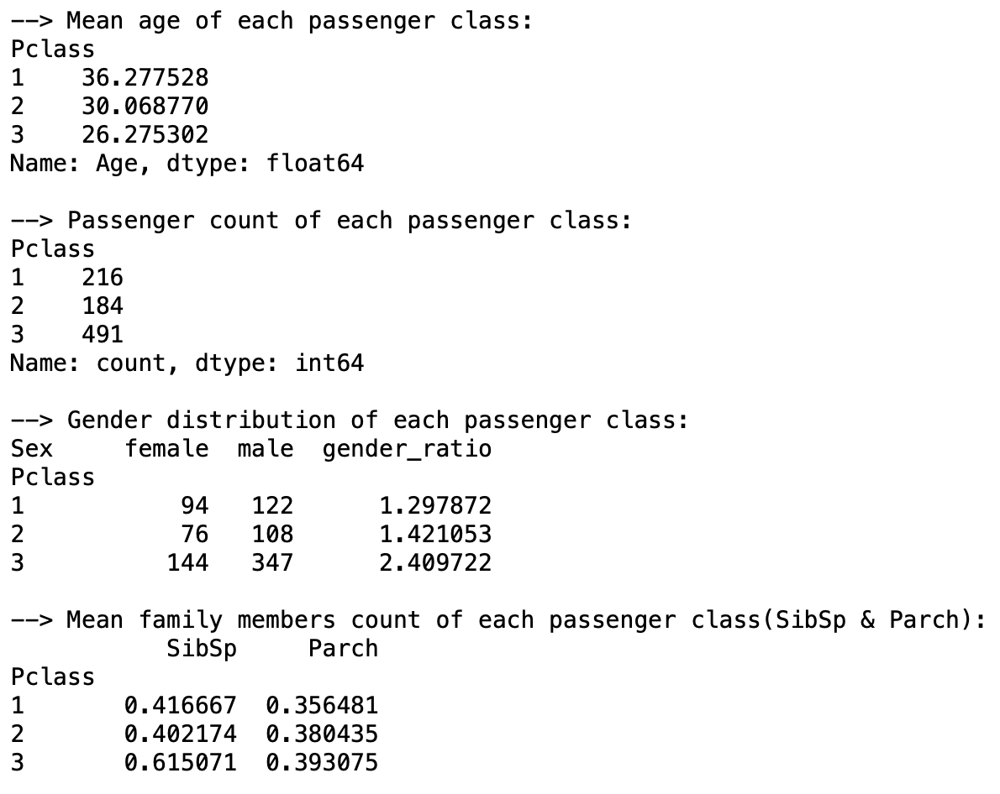 --> Mean age of each passenger class:
Pclass
1    36.277528
2    30.068770
3    26.275302
Name: Age, dtype: float64
--> Passenger count of each passenger class:
Pclass
1    216
2    184
3    491
Name: count, dtype: int64
--> Gender distribution of each passenger class:
Sex     female  male  gender_ratio
Pclass
1           94   122      1.297872
2           76   108      1.421053
3          144   347      2.409722
--> Mean family members count of each passenger class(SibSp & Parch):
           SibSp     Parch
Pclass
1       0.416667  0.356481
2       0.402174  0.380435
3       0.615071  0.393075